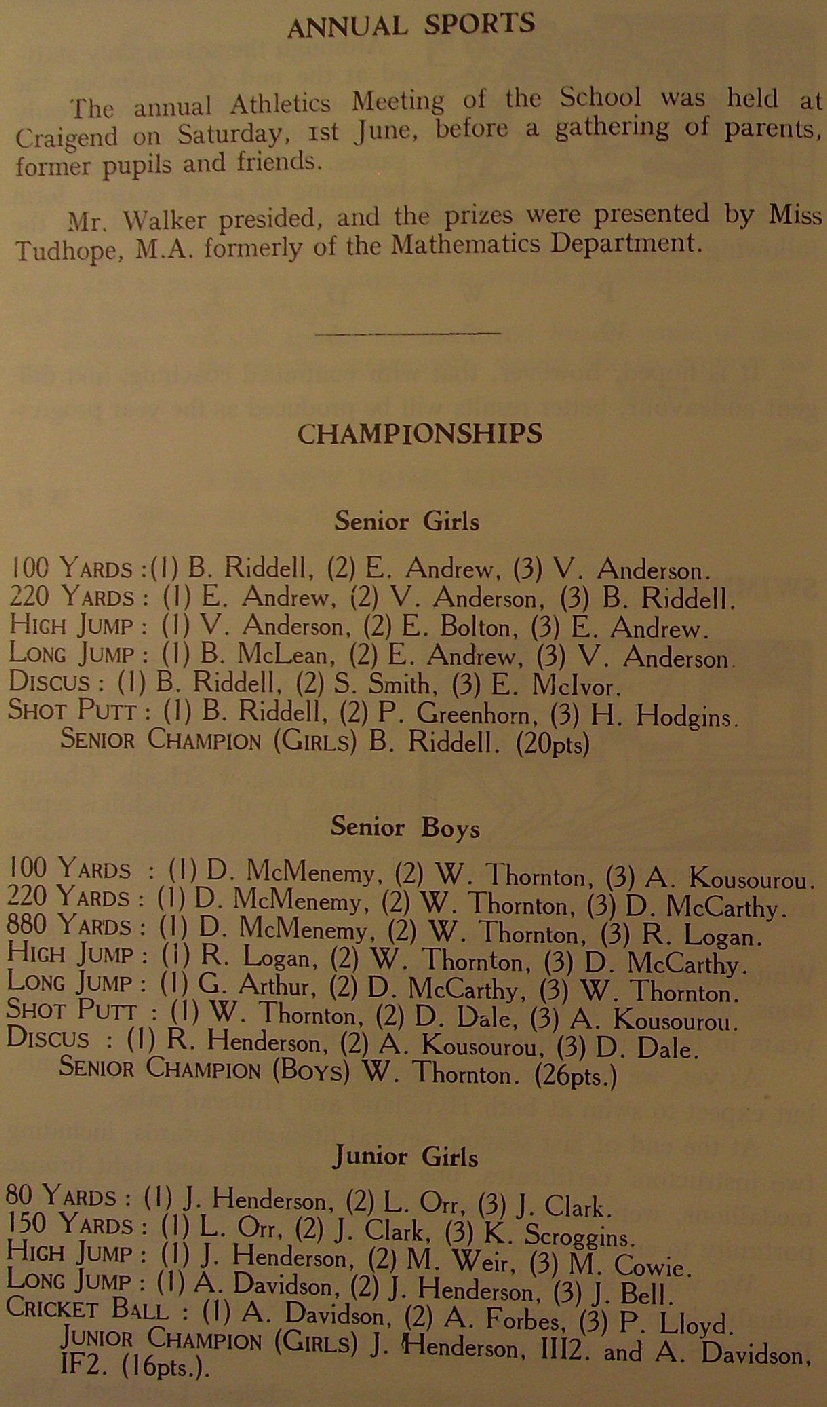 ANNUAL SPORTS
The annual Athletics Meeting of the School was held at
Craigend on Saturday, 1st June, before a gathering of parents,
former pupils and friends.
Mr. Walker presided, and the prizes were presented by Miss
Tudhope, M.A. formerly of the Mathematics Department.
CHAMPIONSHIPS
Senior Girls
100 YARDS :(1) B. Riddell, (2) E. Andrew, (3) V. Anderson.
220 YARDS : (1) E. Andrew, (2) V. Anderson, (3) B. Riddell.
HIGH JUMP : (1) V. Anderson, (2) E. Bolton, (3) E. Andrew.
LONG JUMP : (1) B. McLean, (2) E. Andrew, (3) V. Anderson.
DISCUS : (1) B. Riddell, (2) S. Smith, (3) E. McIvor.
SHOT PUTT : (1) B. Riddell, (2) P. Greenhorn, (3) H. Hodgins.
SENIOR CHAMPION (GIRLS) B. Riddell. (20pts)
Senior Boys
100 YARDS : (1) D. McMenemy, (2) W. Thornton, (3) A. Kousourou.
220 YARDS : (1) D. McMenemy, (2) W. Thornton, (3) D. McCarthy.
880 YARDS : (1) D. McMenemy, (2) W. Thornton, (3) R. Logan.
HIGH JUMP : (1) R. Logan, (2) W. Thornton, (3) D. McCarthy.
LONG JUMP : (1) G. Arthur, (2) D. McCarthy, (3) W. Thornton.
SHOT PUTT : (1) W. Thornton, (2) D. Dale, (3) A. Kousourou.
DISCUS : (1) R. Henderson, (2) A. Kousourou, (3) D. Dale.
SENIOR CHAMPION (BOYS) W. Thornton. (26pts.)
Junior Girls
80 YARDS : (1) J. Henderson, (2) L. Orr, (3) J. Clark.
150 YARDS : (1) L. Orr, (2) J. Clark, (3) K. Scroggins.
HIGH JUMP : (1) J. Henderson, (2) M. Weir, (3) M. Cowie.
LONG JUMP : (1) A. Davidson, (2) J. Henderson, (3) J. Bell.
CRICKET BALL : (1) A. Davidson, (2) A. Forbes, (3) P. Lloyd.
JUNIOR CHAMPION (GIRLS) J. Henderson, III2. and A. Davidson,
IF2. (16pts.).